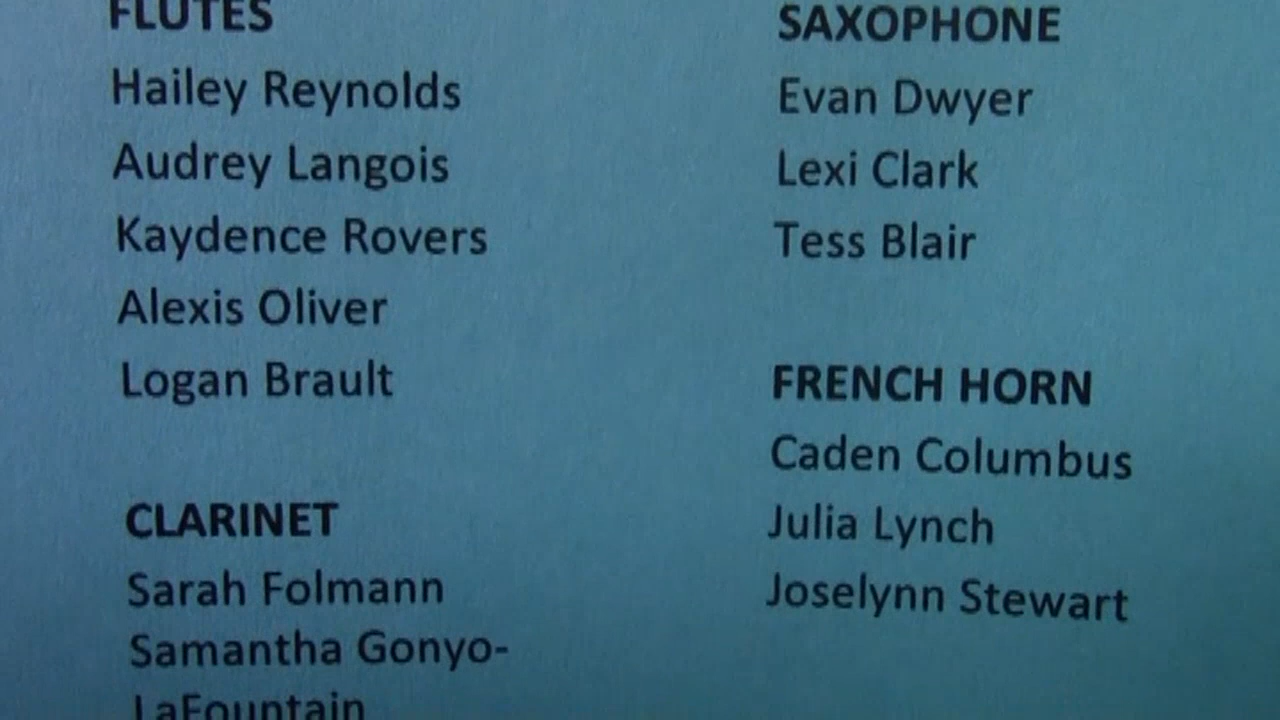 FLUTES
Hailey Reynolds
Audrey Langois
Kaydence Rovers
Alexis Oliver
Logan Brault
CLARINET
Sarah Folmann
Samantha Gonyo-
LaFountain
SAXOPHONE
Evan Dwyer
Lexi Clark
Tess Blair
FRENCH HORN
Caden Columbus
Julia Lynch
Joselynn Stewart